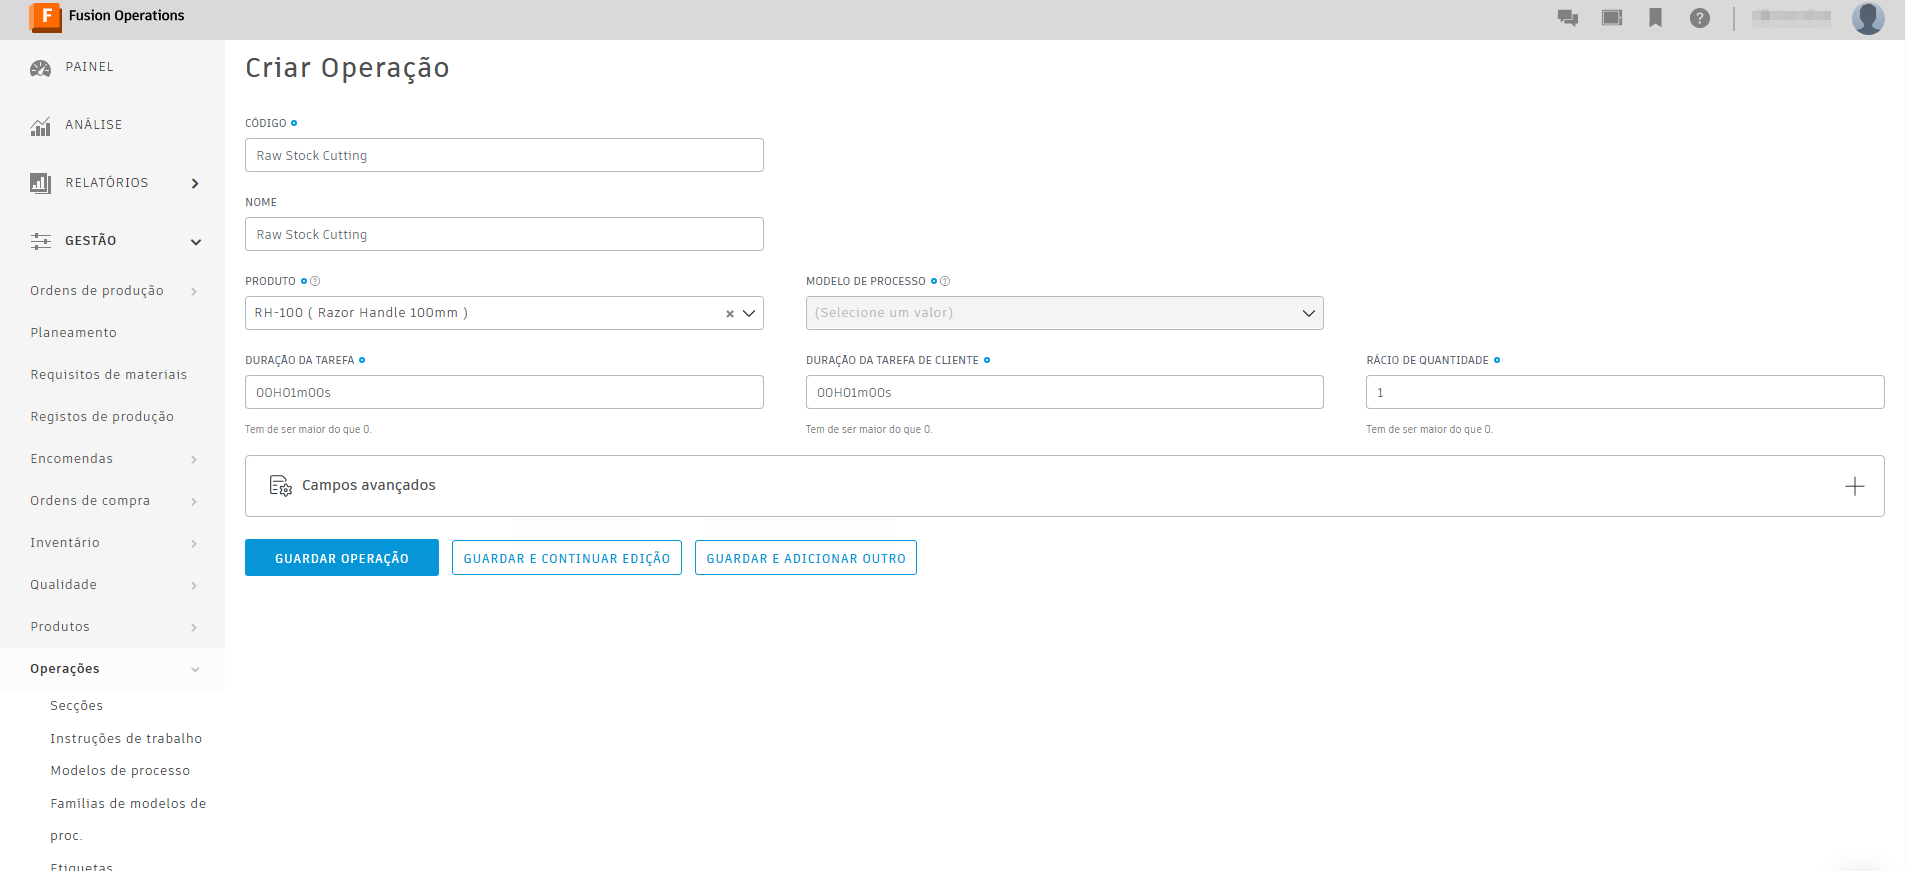 Fusion Operations
PAINEL
ANÁLISE
RELATÓRIOS
GESTÃO
Ordens de produção
Planeamento
Requisitos de materiais
Registos de produção
Encomendas
Ordens de compra
Inventário
Qualidade
Produtos
Operações
Secções
Instruções de trabalho
Modelos de processo
Famílias de modelos de
proc.
Etiquetas
Criar Operação
CÓDIGO
Raw Stock Cutting
NOME
Raw Stock Cutting
PRODUTO
RH-100 ( Razor Handle 100mm )
MODELO DE PROCESSO
(Selecione um valor)
DURAÇÃO DA TAREFA
00H01m00s
Tem de ser maior do que 0.
DURAÇÃO DA TAREFA DE CLIENTE
00H01m00s
Tem de ser maior do que 0.
RÁCIO DE QUANTIDADE
1
Tem de ser maior do que 0.
Campos avançados
GUARDAR OPERAÇÃO
GUARDAR E CONTINUAR EDIÇÃO
GUARDAR E ADICIONAR OUTRO